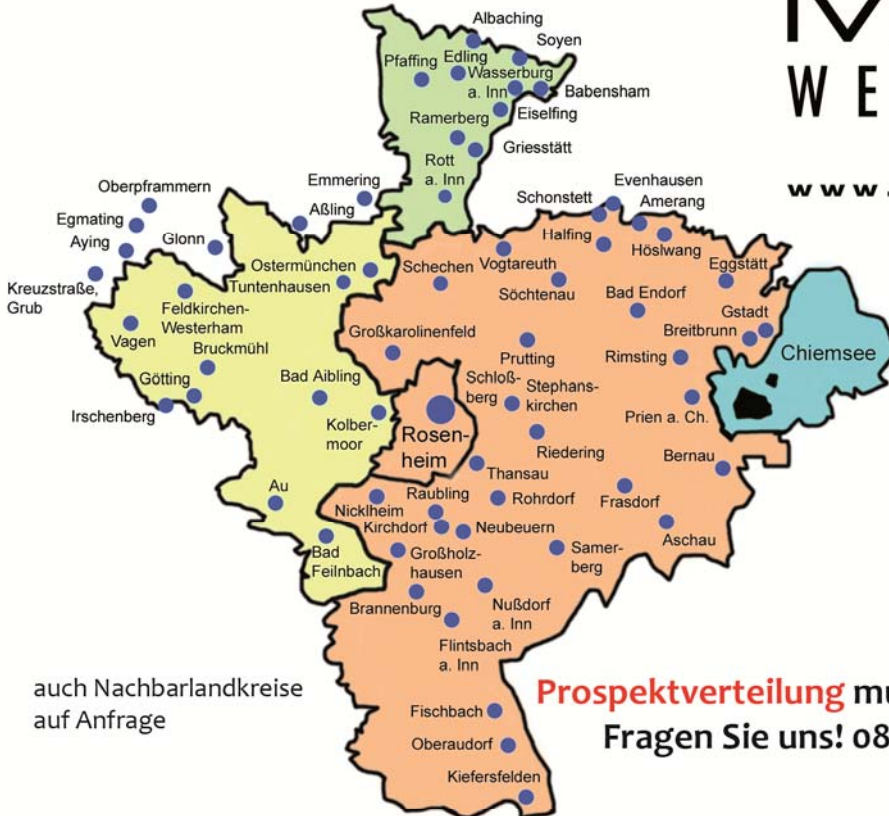 Albaching
Soyen
Edling
Pfaffing
Wasserburg
a. Inn
Babensham
Eiselfing
Ramerberg
Griesstätt
Rott
a. Inn
WE
www.
Emmering
Oberpframmern
Aßling
Egmating
Aying
Glonn
Kreuzstraße,
Grub
Evenhausen
Schonstett
Amerang
Halfing
Höslwang
Ostermünchen
Tuntenhausen
Schechen
Vogtareuth
Söchtenau
Eggstätt
Bad Endorf
Gstadt
Breitbrunn
Chiemsee
Feldkirchen-
Westerham
Vagen
Bruckmühl
Großkarolinenfeld
Prutting
Rimsting
Götting
Bad Aibling
Schloß-
berg
Stephans-
kirchen
Irschenberg
Kolber-
moor
Rosen-
heim
Prien a. Ch.
Riedering
Bernau
Thansau
Au
Nicklheim
Raubling
Rohrdorf
Frasdorf
Kirchdorf
Neubeuern
Aschau
Bad
Feilnbach
Großholz-
hausen
Samer-
berg
Brannenburg
Nußdorf
a. Inn
Flintsbach
a. Inn
auch Nachbarlandkreise
auf Anfrage
Prospektverteilung mu
Fragen Sie uns! 08
Fischbach
Oberaudorf
Kiefersfelden